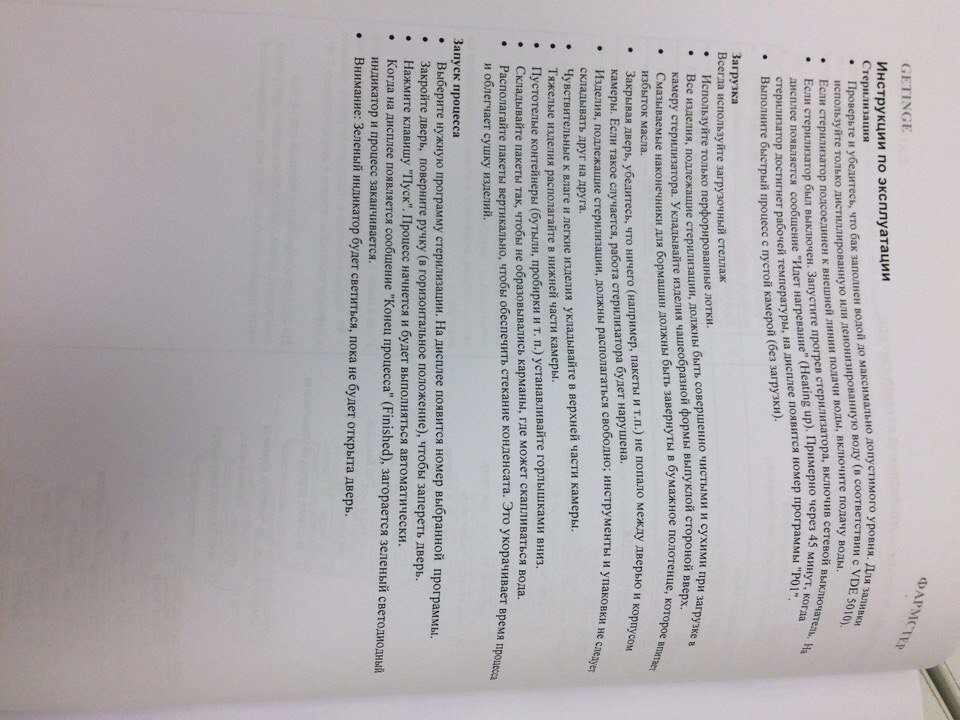 GETINGE ФАРМСТЕР
Инструкции по эксплуатации
Стерилизация
• Проверьте и убедитесь, что бак заполнен водой до максимально допустимого уровня. Для заливки
используйте только дистиллированную или деионизированную воду (в соответствии с VDE 5010).
• Если стерилизатор подсоединен к внешней линии подачи воды, включите подачу воды.
• Если стерилизатор был выключен. Запустите прогрев стерилизатора, включив сетевой выключатель, На
дисплее появляется сообщение "Идет нагревание" (Heating up). Примерно через 45 минут, когда
стерилизатор достигнет рабочей температуры, на дисплее появится номер программы "P01".
• Выполните быстрый процесс с пустой камерой (без загрузки).
Загрузка
Всегда используйте загрузочный стеллаж
• Используйте только перфорированные лотки.
• Все изделия, подлежащие стерилизации, должны быть совершенно чистыми и сухими при загрузке в
камеру стерилизатора. Укладывайте изделия чашеобразной формы выпуклой стороной вверх.
• Смазываемые наконечники для бормашин должны быть завернуты в бумажное полотенце, которое впитает
избыток масла.
• Закрывая дверь, убедитесь, что ничего (например, пакеты и т.п.) не попало между дверью и корпусом
камеры. Если такое случается, работа стерилизатора будет нарушена.
• Изделия, подлежащие стерилизации, должны располагаться свободно; инструменты и упаковки не следует
складывать друг на друга.
• Чувствительные к влаге и легкие изделия укладывайте в верхней части камеры.
• Тяжелые изделия располагайте в нижней части камеры.
• Пустотелые контейнеры (бутыли, пробирки и т. п.) устанавливайте горлышками вниз.
• Складывайте пакеты так, чтобы не образовывались карманы, где может скапливаться вода.
• Располагайте пакеты вертикально, чтобы обеспечить стекание конденсата. Это укорачивает время процесса
и облегчает сушку изделий.
Запуск процесса
• Выберите нужную программу стерилизации. На дисплее появится номер выбранной программы.
• Закройте дверь, поверните ручку (в горизонтальное положение), чтобы запереть дверь.
• Нажмите клавишу "Пуск". Процесс начнется и будет выполняться автоматически.
• Когда на дисплее появляется сообщение "Конец процесса" (Finished), загорается зеленый светодиодный
индикатор и процесс заканчивается.
• Внимание: Зеленый индикатор будет светиться, пока не будет открыта дверь.